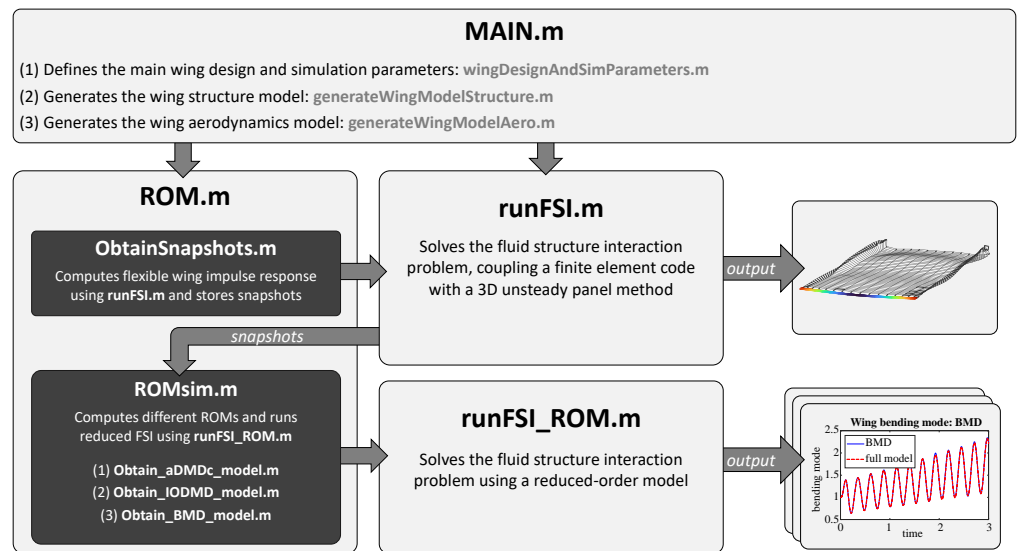 MAIN.m
(1) Defines the main wing design and simulation parameters: wingDesignAndSimParameters.m
(2) Generates the wing structure model: generateWingModelStructure.m
(3) Generates the wing aerodynamics model: generateWingModelAero.m
ROM.m
ObtainSnapshots.m
Computes flexible wing impulse response
using runFSI.m and stores snapshots
runFSI.m
Solves the fluid structure interaction
problem, coupling a finite element code
with a 3D unsteady panel method
output
snapshots
ROMsim.m
Computes different ROMs and runs
reduced FSI using runFSI_ROM.m
(1) Obtain_aDMDc_model.m
(2) Obtain_IODMD_model.m
(3) Obtain_BMD_model.m
runFSI_ROM.m
Solves the fluid structure interaction
problem using a reduced-order model
output
Wing bending mode: BMD
2.5
2
1.5
1
0.5
bending mode
BMD
full model
0
1
2
3
time